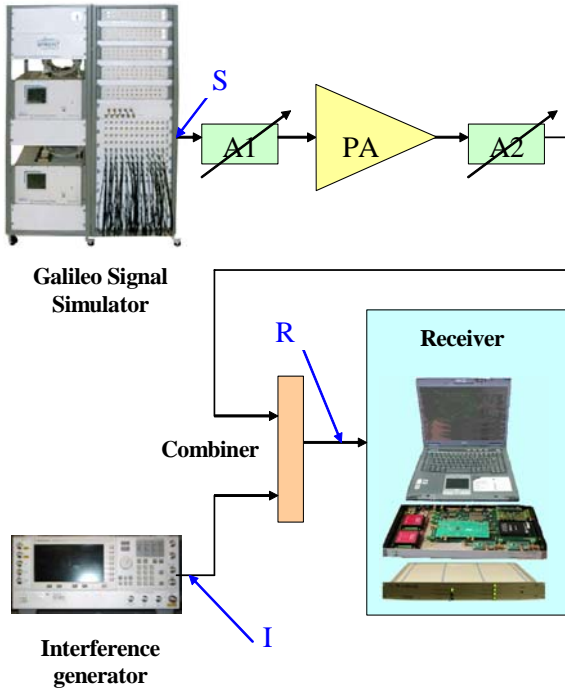 S
A1
PA
A2
Galileo Signal
Simulator
R
Receiver
Combiner
I
Interference
generator